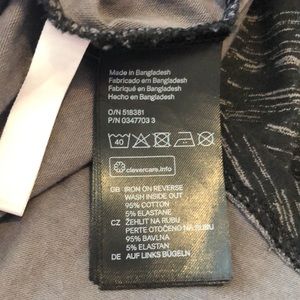 Made in Bangladesh
Fabricado em Bangladesh
Fabriqué en Bangladesh
Hecho en Bangladesh
O/N 518381
P/N 0347703 3
40
clevercare.info
GB IRON ON REVERSE
WASH INSIDE OUT
95% COTTON
5% ELASTANE
CZ ŽEHLIT NA RUBU
PERTE OTOČENO NA RUBU
95% BAVLNA
5% ELASTAN
DE AUF LINKS BÜGELN